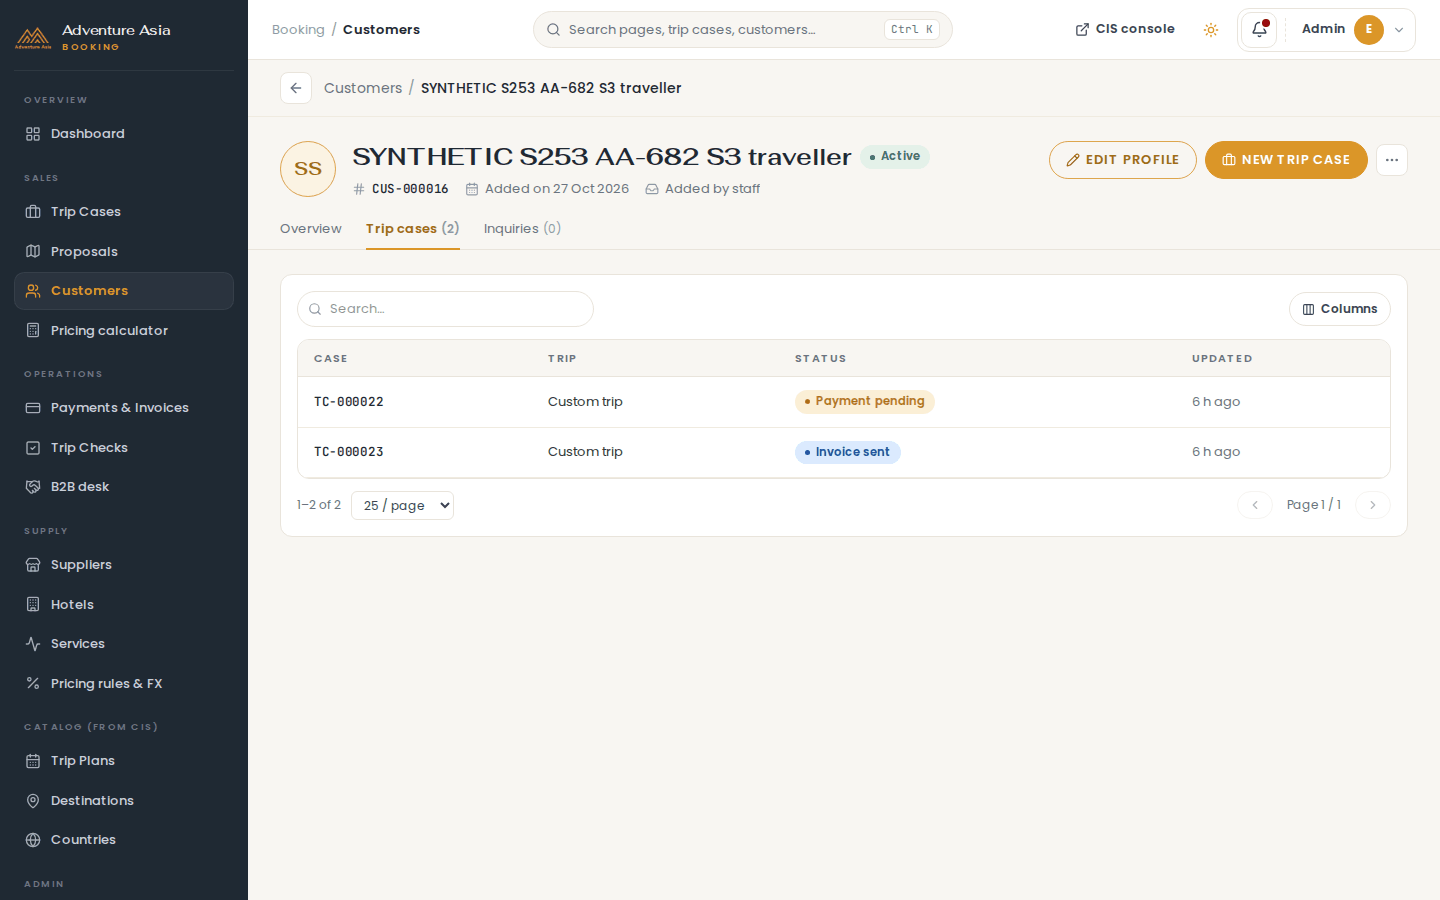 Adventure Asia
BOOKING
OVERVIEW
Dashboard
SALES
Trip Cases
Proposals
Customers
Pricing calculator
OPERATIONS
Payments & Invoices
Trip Checks
B2B desk
SUPPLY
Suppliers
Hotels
Services
Pricing rules & FX
CATALOG (FROM CIS)
Trip Plans
Destinations
Countries
ADMIN
Booking / Customers
Search pages, trip cases, customers...
Ctrl K
CIS console
Admin
E
Customers / SYNTHETIC S253 AA-682 S3 traveller
SS
SYNTHETIC S253 AA-682 S3 traveller
Active
CUS-000016
Added on 27 Oct 2026
Added by staff
EDIT PROFILE
NEW TRIP CASE
Overview
Trip cases (2)
Inquiries (0)
Search...
Columns
CASE TRIP STATUS UPDATED
TC-000022 Custom trip Payment pending 6 h ago
TC-000023 Custom trip Invoice sent 6 h ago
1–2 of 2
25 / page
Page 1 / 1